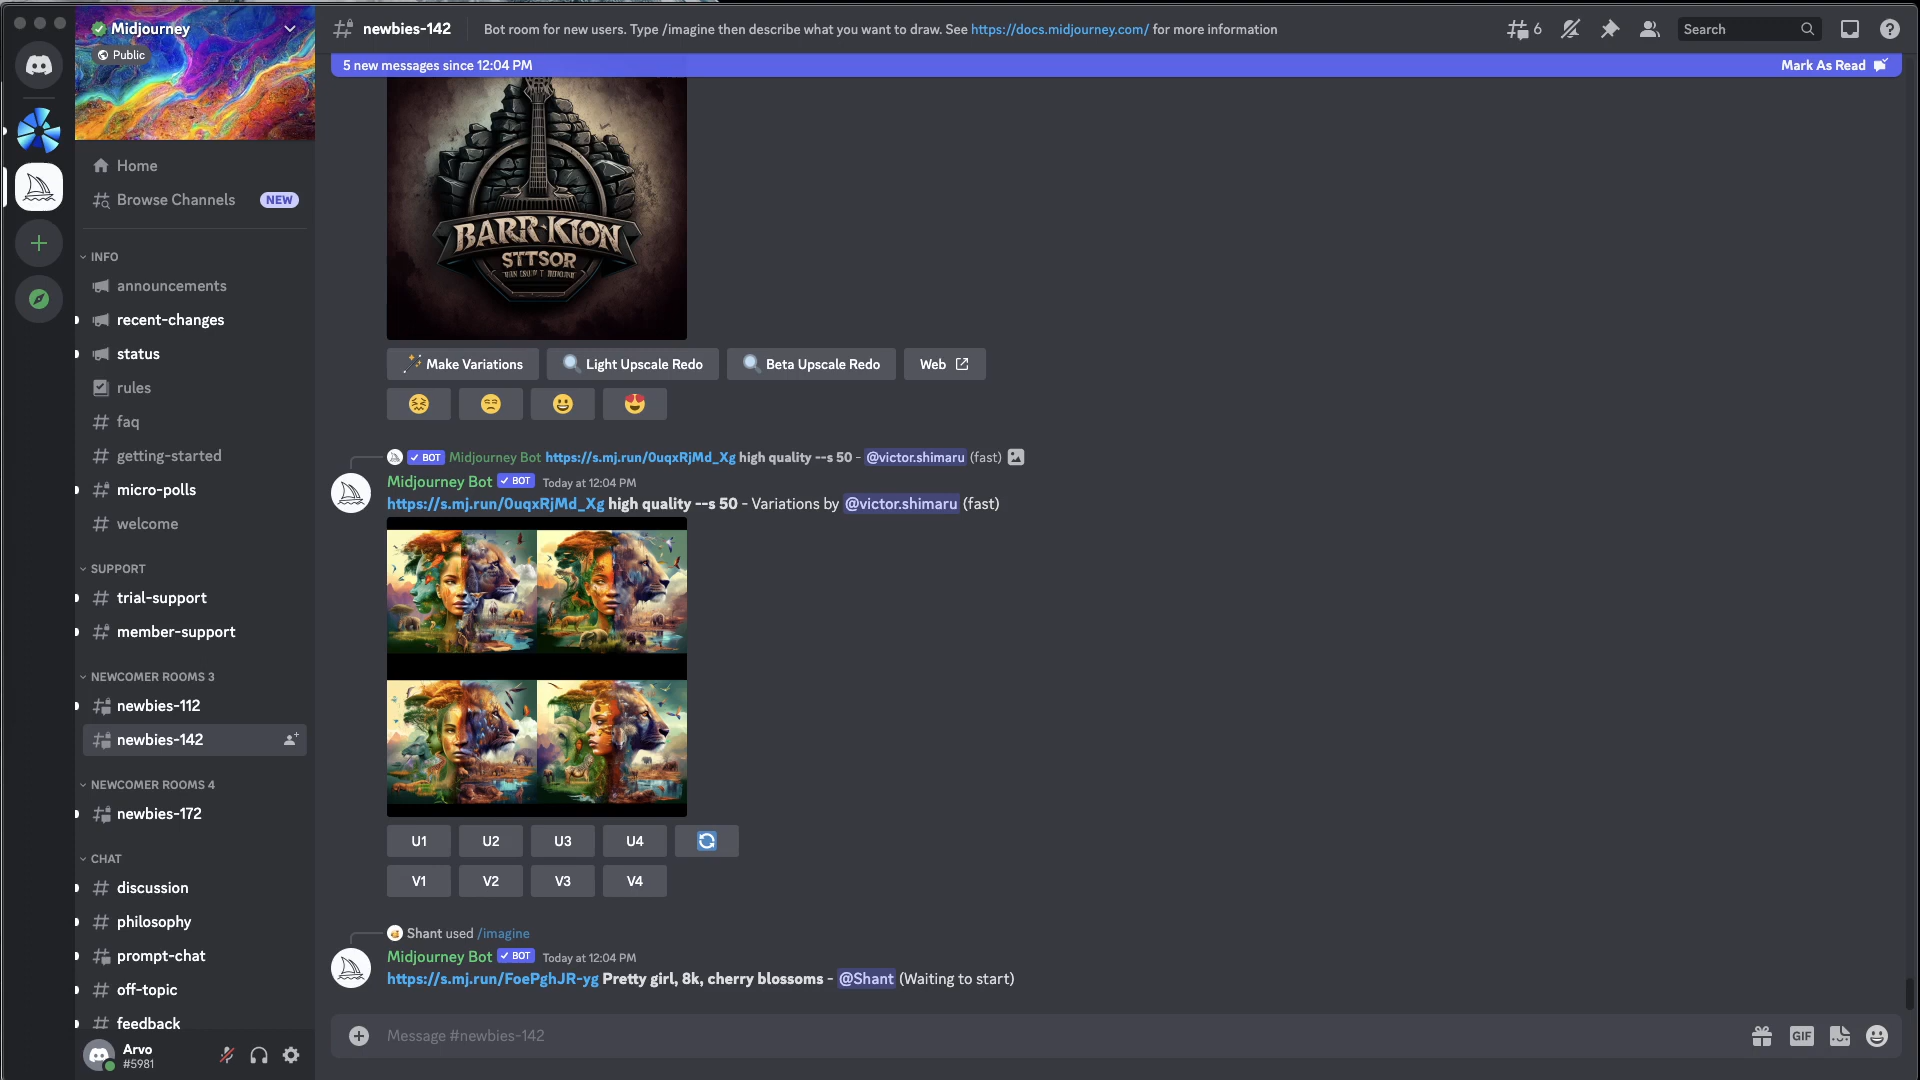 Midjourney
Public
newbies-142
Bot room for new users. Type /imagine then describe what you want to draw. See https://docs.midjourney.com/ for more information
6
Search
5 new messages since 12:04 PM
Mark As Read
Home
Browse Channels
NEW
INFO
announcements
recent-changes
status
rules
faq
getting-started
micro-polls
welcome
SUPPORT
trial-support
member-support
NEWCOMER ROOMS 3
newbies-112
newbies-142
NEWCOMER ROOMS 4
newbies-172
CHAT
discussion
philosophy
prompt-chat
off-topic
feedback
Arvo
#5981
BARR·KION
STTSOR
Make Variations
Light Upscale Redo
Beta Upscale Redo
Web
BOT Midjourney Bot https://s.mj.run/0uqxRjMd_Xg high quality --s 50 - @victor.shimaru (fast)
Midjourney Bot BOT Today at 12:04 PM
https://s.mj.run/0uqxRjMd_Xg high quality --s 50 - Variations by @victor.shimaru (fast)
U1 U2 U3 U4
V1 V2 V3 V4
Shant used /imagine
Midjourney Bot BOT Today at 12:04 PM
https://s.mj.run/FoePghJR-yg Pretty girl, 8k, cherry blossoms - @Shant (Waiting to start)
Message #newbies-142
GIF